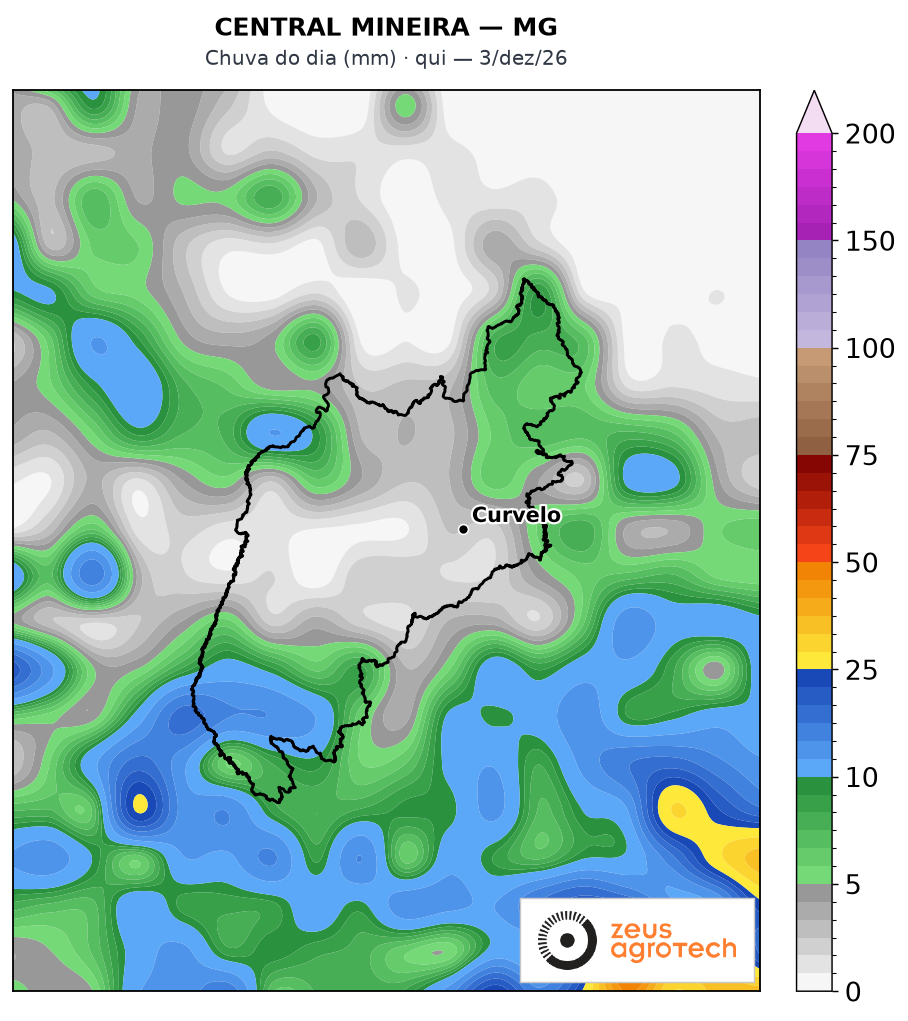 CENTRAL MINEIRA — MG
Chuva do dia (mm) · qui — 3/dez/26
200
150
100
75
50
25
10
5
0
Curvelo
zeus
agrotech